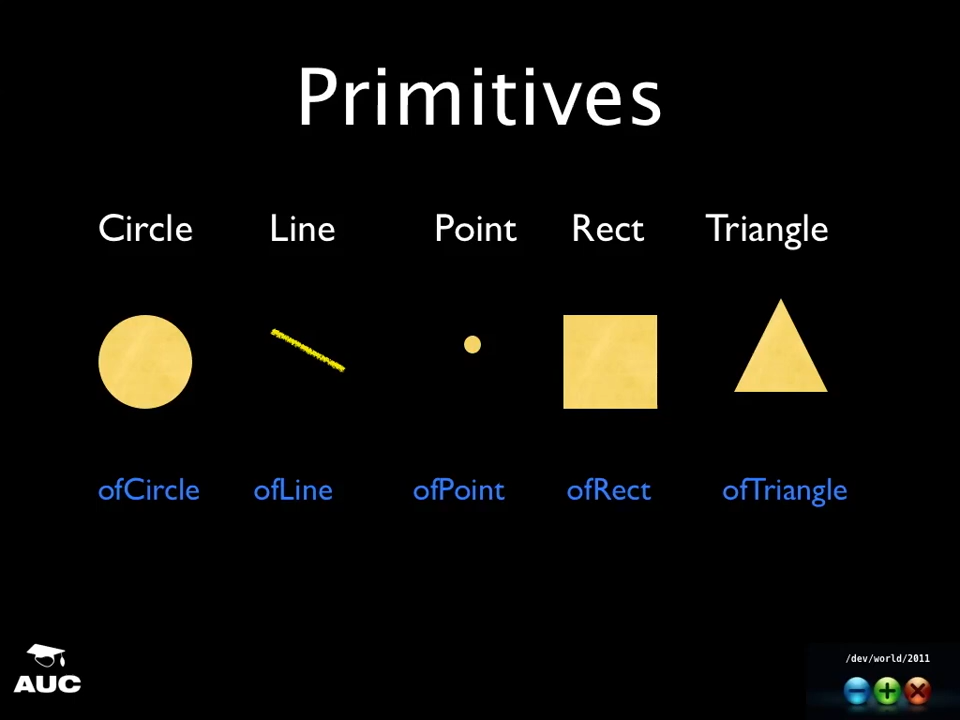 Primitives
Circle Line Point Rect Triangle
ofCircle ofLine ofPoint ofRect ofTriangle
AUC
/dev/world/2011